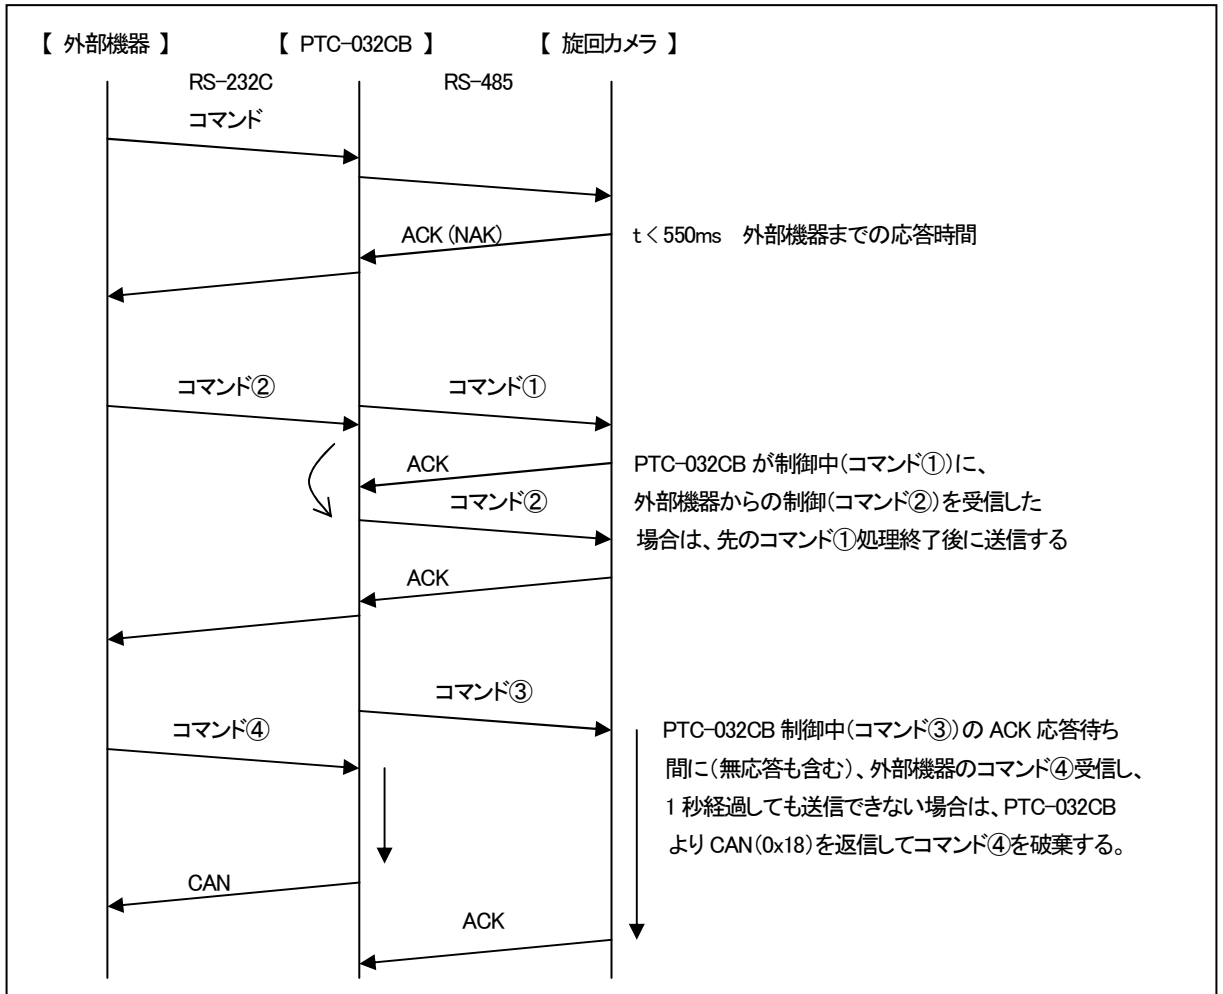 【 外部機器 】 【 PTC-032CB 】 【 旋回カメラ 】
RS-232C RS-485
コマンド
ACK (NAK) t<550ms 外部機器までの応答時間
コマンド② コマンド①
ACK PTC-032CB が制御中(コマンド①)に、
コマンド② 外部機器からの制御(コマンド②)を受信した
場合は、先のコマンド①処理終了後に送信する
ACK
コマンド③
コマンド④ PTC-032CB 制御中(コマンド③)の ACK 応答待ち
間に(無応答も含む)、外部機器のコマンド④受信し、
1 秒経過しても送信できない場合は、PTC-032CB
より CAN(0x18)を返信してコマンド④を破棄する。
CAN
ACK